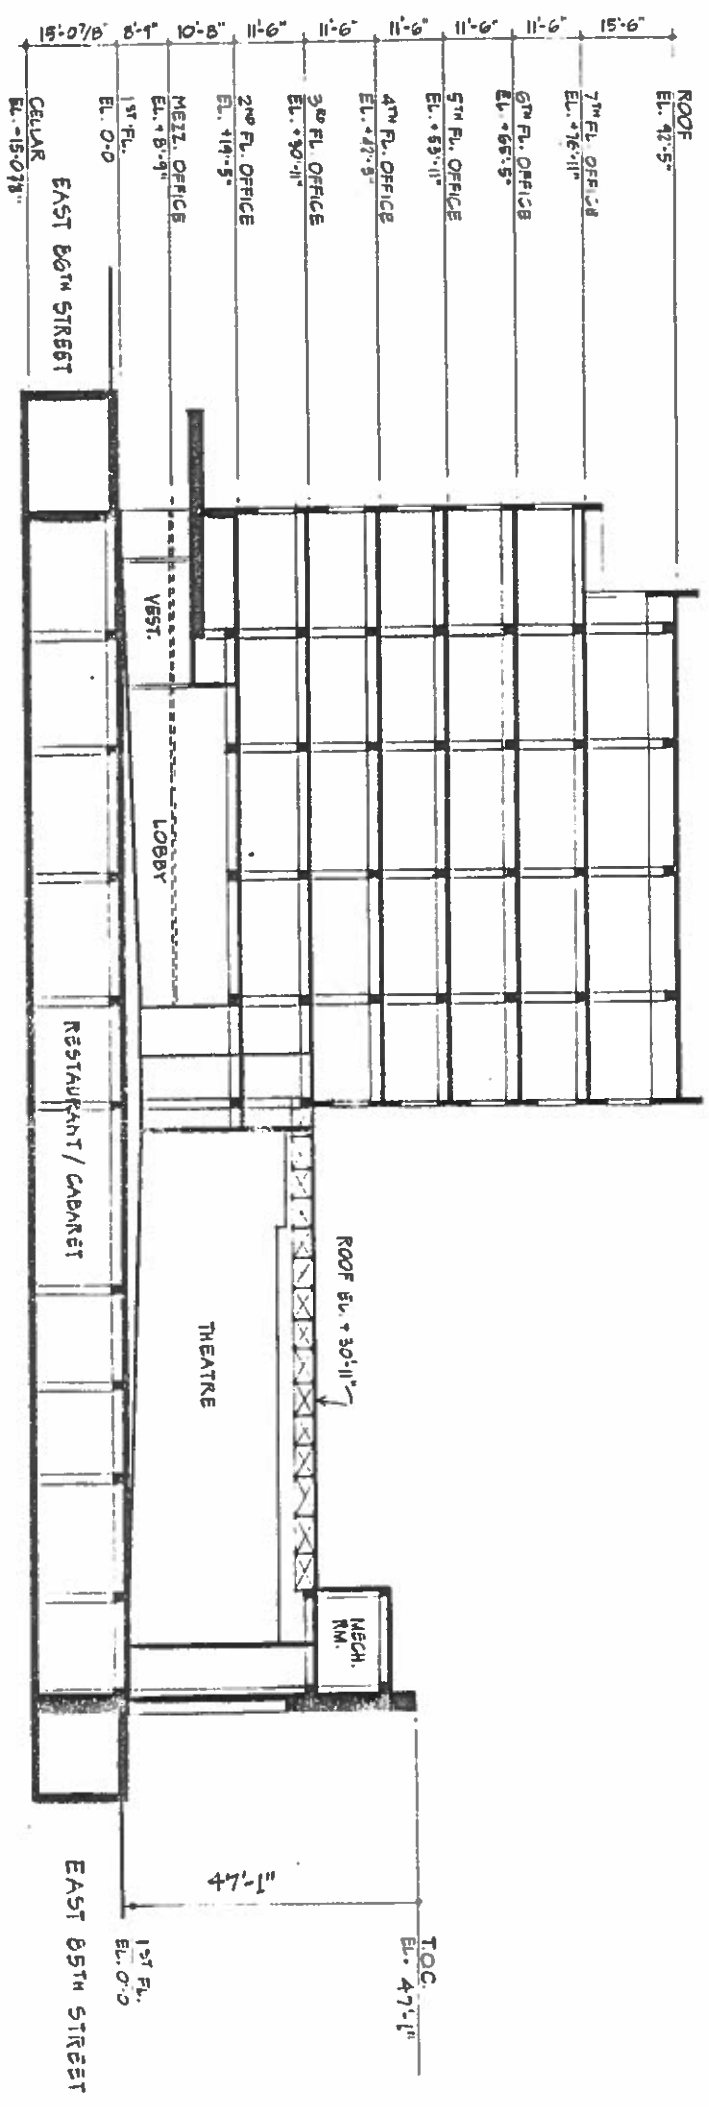 15'-6"
11'-6"
11'-6"
11'-6"
11'-6"
11'-6"
10'-8"
8'-9"
15'-0 7/8"
ROOF
EL. 92'-5"
7TH FL. OFFICE
EL. +76'-11"
6TH FL. OFFICE
EL. +65'-5"
5TH FL. OFFICE
EL. +53'-11"
4TH FL. OFFICE
EL. +42'-5"
3RD FL. OFFICE
EL. +30'-11"
2ND FL. OFFICE
EL. +19'-5"
MEZZ. OFFICE
EL. +8'-9"
1ST FL.
EL. 0-0
CELLAR
EL. -15-0 7/8"
EAST 86TH STREET
VEST.
LOBBY
RESTAURANT / CABARET
ROOF EL. + 30'-11"
THEATRE
MECH.
RM.
T.O.C.
EL. + 47'-1"
47'-1"
1ST FL.
EL. 0-0
EAST 85TH STREET